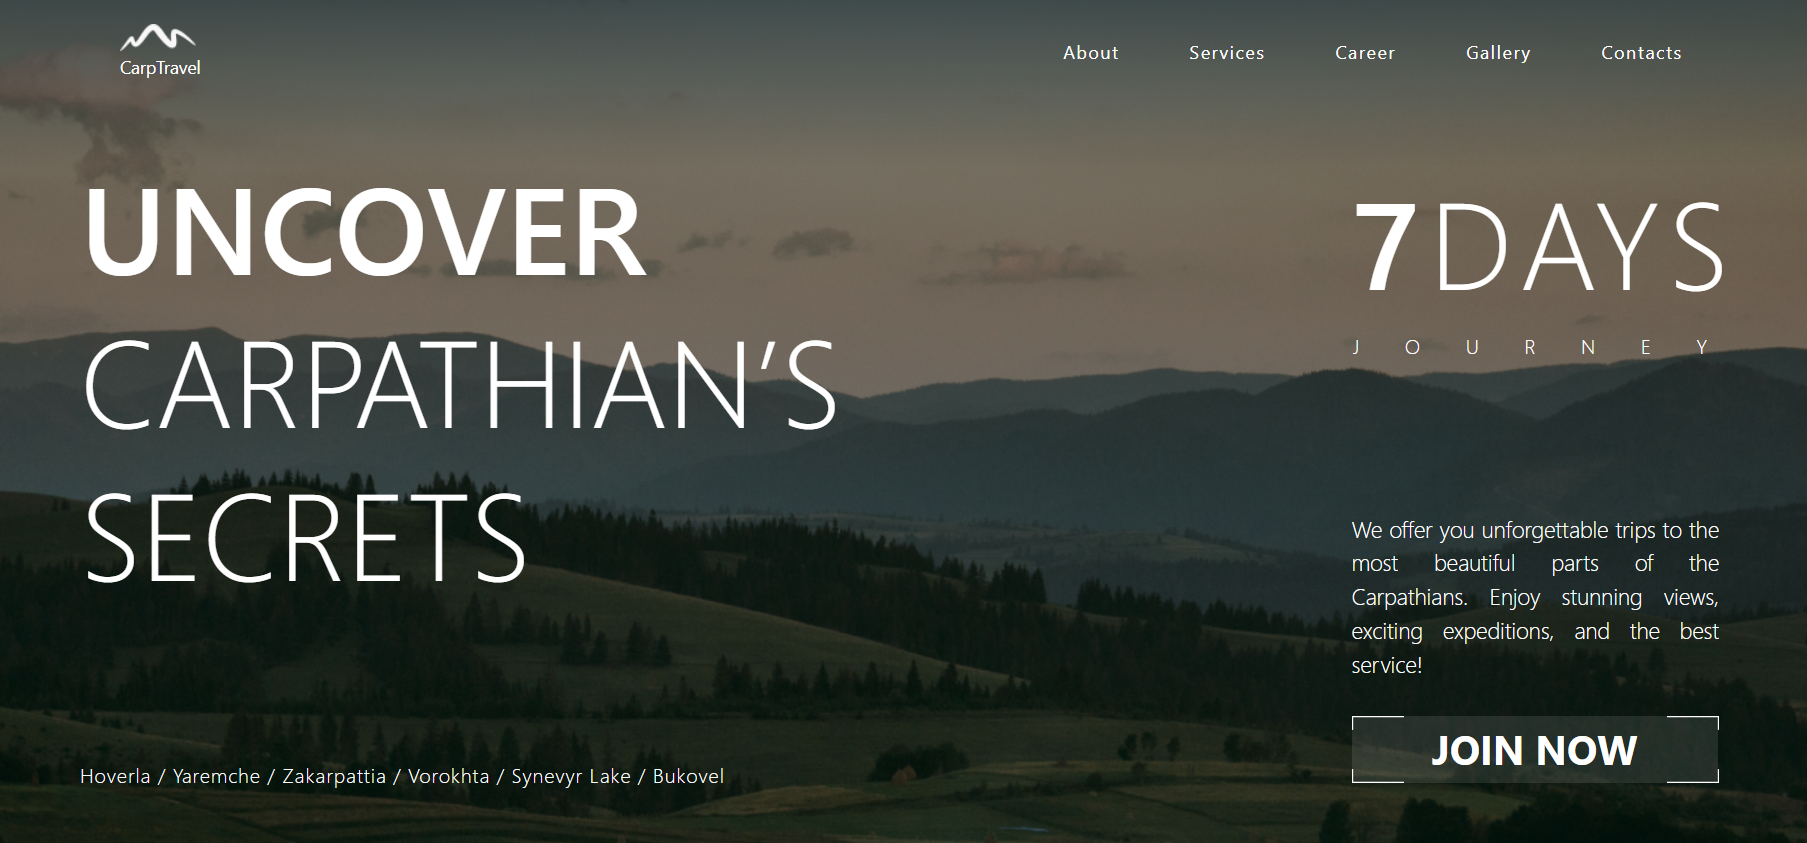 CarpTravel
About
Services
Career
Gallery
Contacts
UNCOVER
CARPATHIAN’S
SECRETS
7DAYS
JOURNEY
We offer you unforgettable trips to the
most beautiful parts of the
Carpathians. Enjoy stunning views,
exciting expeditions, and the best
service!
JOIN NOW
Hoverla / Yaremche / Zakarpattia / Vorokhta / Synevyr Lake / Bukovel